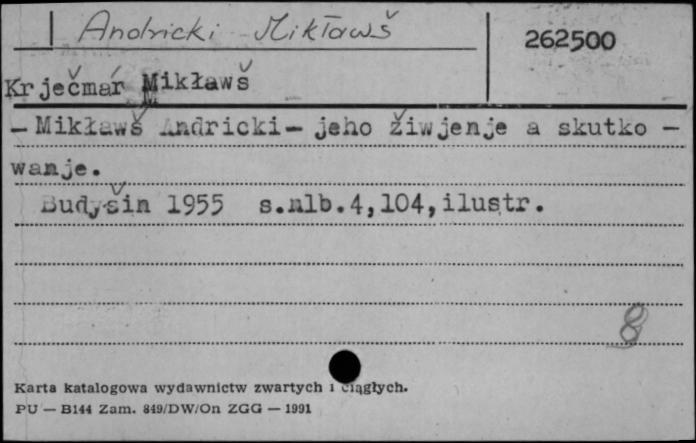 Andricki Mikławš
262500
Krječmář Mikławš
— Mikławš Andricki — jeho žiwjenje a skutko —
wanje.
Budyšin 1955 s.nlb.4,104,ilustr.
8
Karta katalogowa wydawnictw zwartych i ciągłych.
PU — B144 Zam. 849/DW/On ZGG — 1991